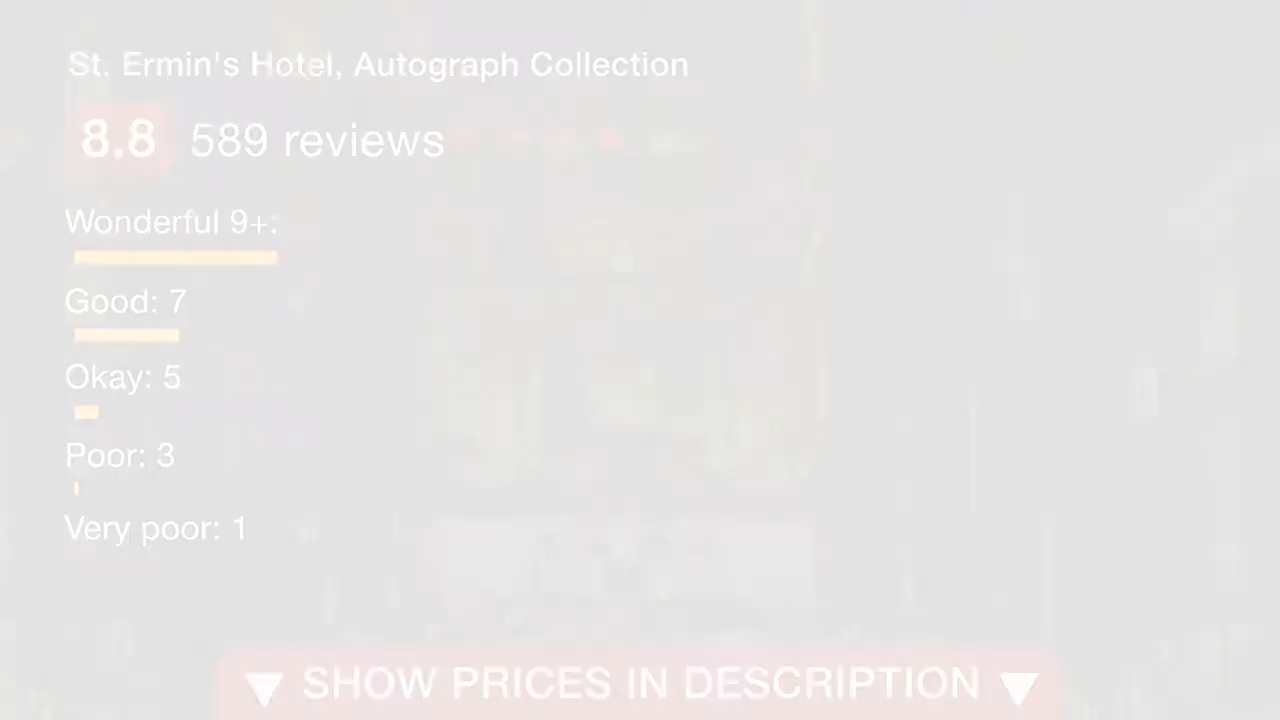 St. Ermin's Hotel, Autograph Collection
8.8 589 reviews
Wonderful 9+:
Good: 7
Okay: 5
Poor: 3
Very poor: 1
▼ SHOW PRICES IN DESCRIPTION ▼